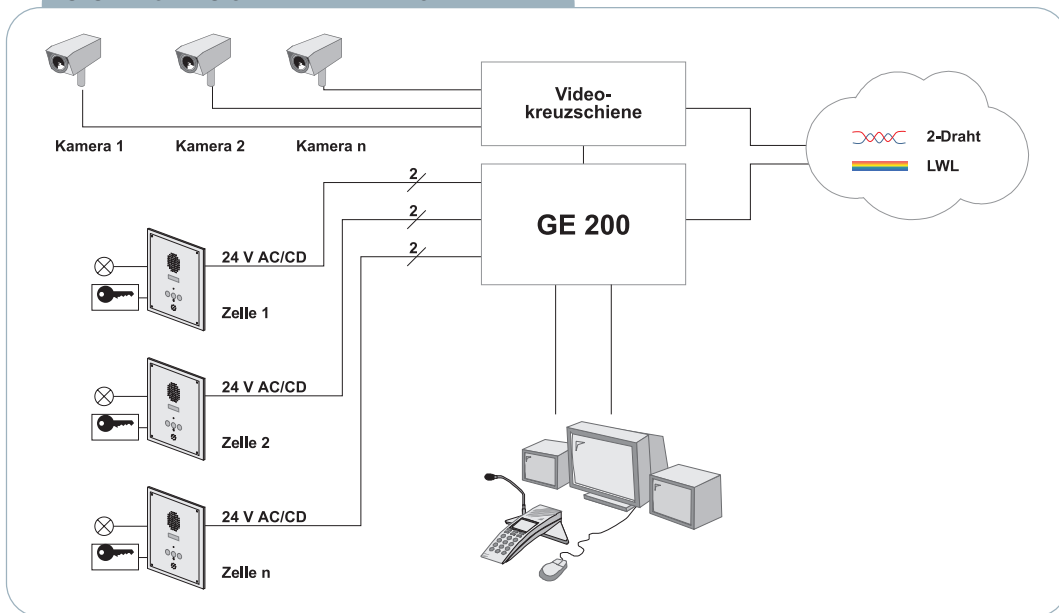 Video-
kreuzschiene
Kamera 1
Kamera 2
Kamera n
2-Draht
LWL
2
2
2
GE 200
24 V AC/CD
Zelle 1
24 V AC/CD
Zelle 2
24 V AC/CD
Zelle n